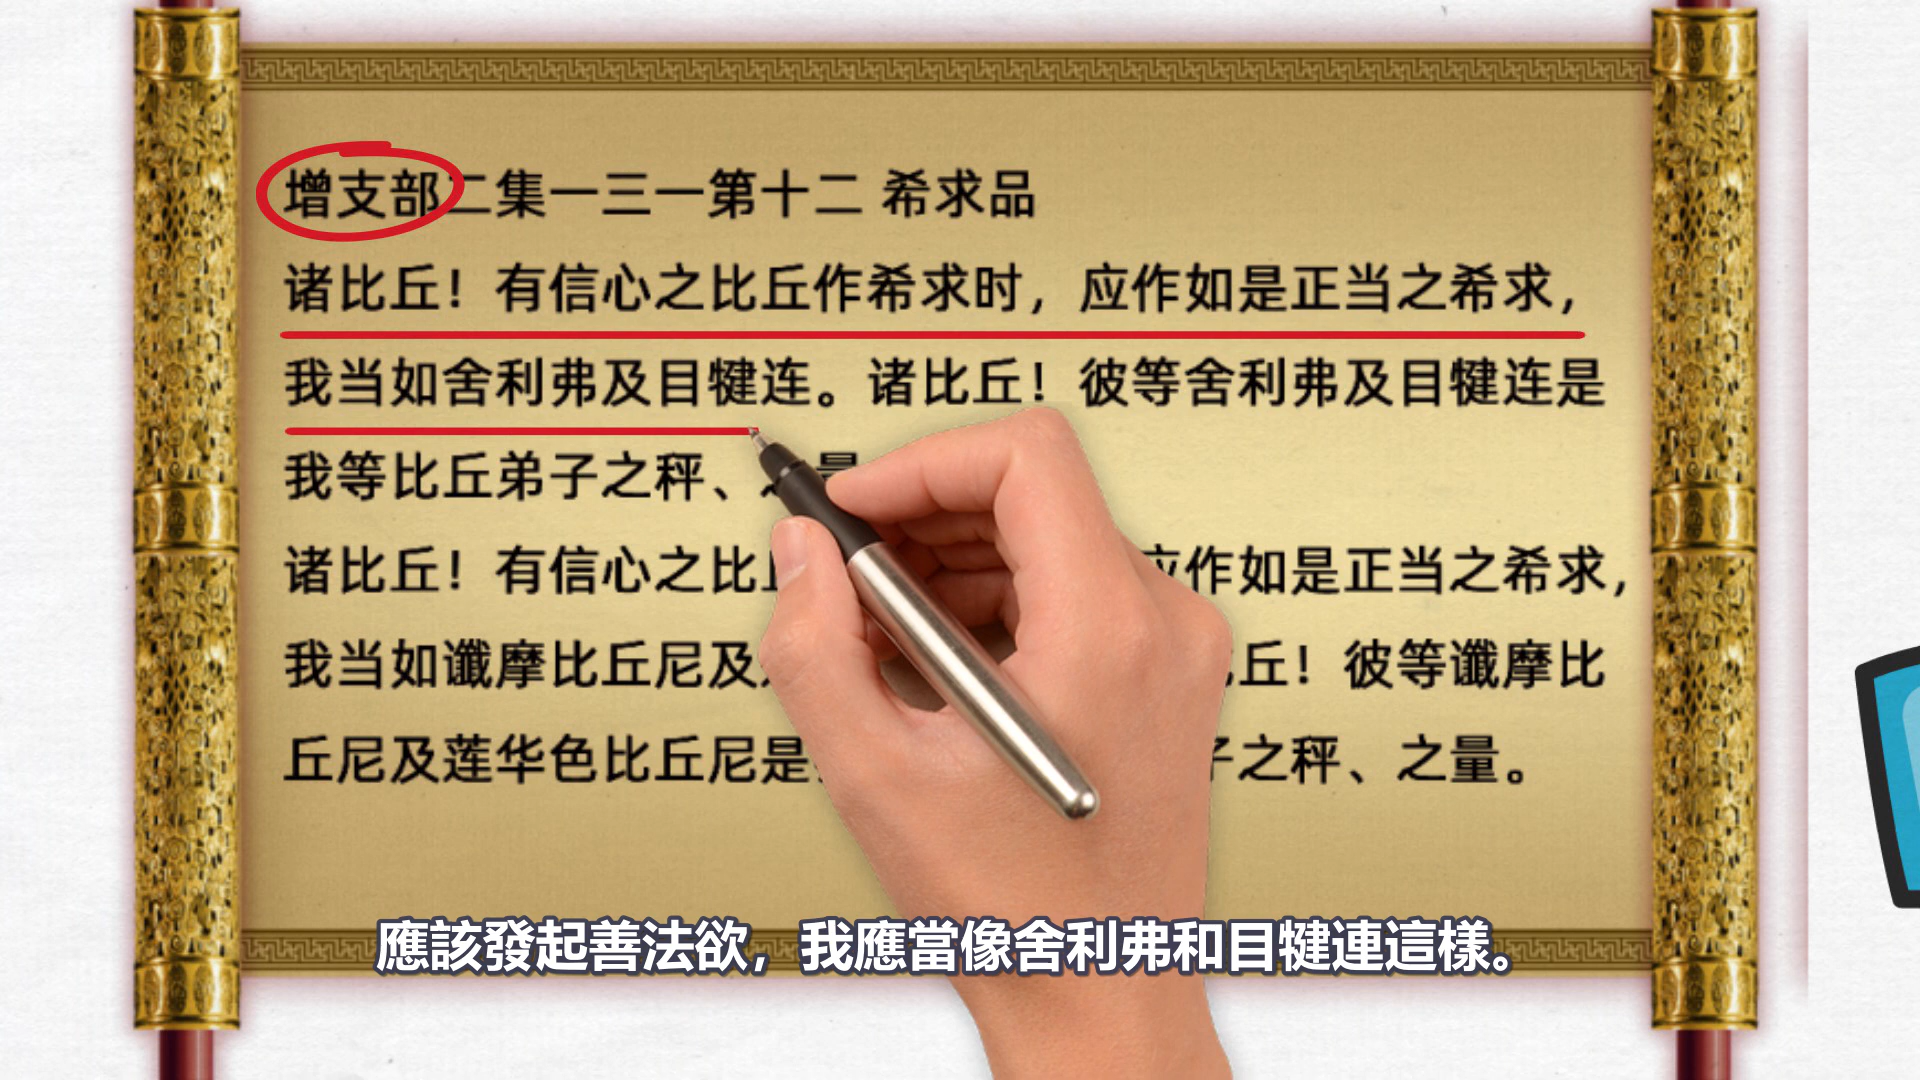 增支部二集一三一第十二 希求品
诸比丘！有信心之比丘作希求时，应作如是正当之希求，
我当如舍利弗及目犍连。诸比丘！彼等舍利弗及目犍连是
我等比丘弟子之秤、之量
诸比丘！有信心之比丘 应作如是正当之希求，
我当如谶摩比丘尼及 比丘！彼等谶摩比
丘尼及莲华色比丘尼是 子之秤、之量。
應該發起善法欲，我應當像舍利弗和目犍連這樣。